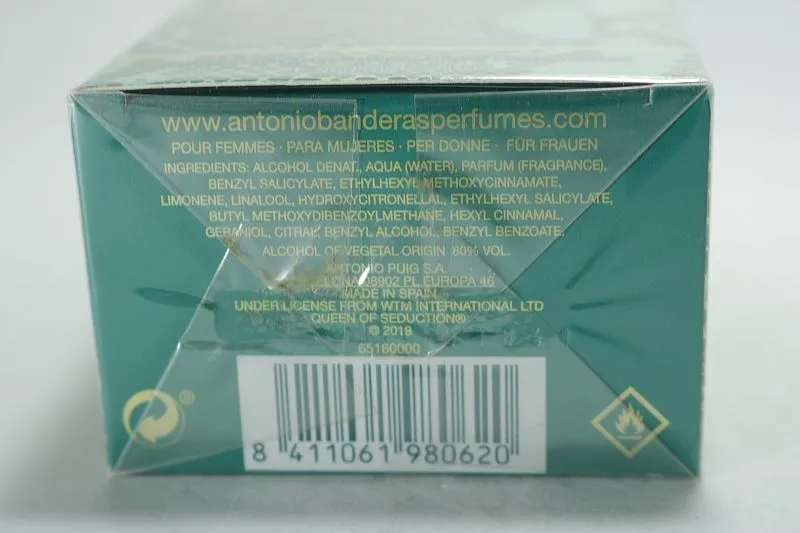 www.antoniobanderasperfumes.com
POUR FEMMES · PARA MUJERES · PER DONNE · FÜR FRAUEN
INGREDIENTS: ALCOHOL DENAT., AQUA (WATER), PARFUM (FRAGRANCE),
BENZYL SALICYLATE, ETHYLHEXYL METHOXYCINNAMATE,
LIMONENE, LINALOOL, HYDROXYCITRONELLAL, ETHYLHEXYL SALICYLATE,
BUTYL METHOXYDIBENZOYLMETHANE, HEXYL CINNAMAL,
GERANIOL, CITRAL, BENZYL ALCOHOL, BENZYL BENZOATE.
ALCOHOL OF VEGETAL ORIGIN 80% VOL.
ANTONIO PUIG S.A.
08902 PL. EUROPA 46
MADE IN SPAIN
UNDER LICENSE FROM WTM INTERNATIONAL LTD
QUEEN OF SEDUCTION®
© 2019
65160000
®
8 411061 980620